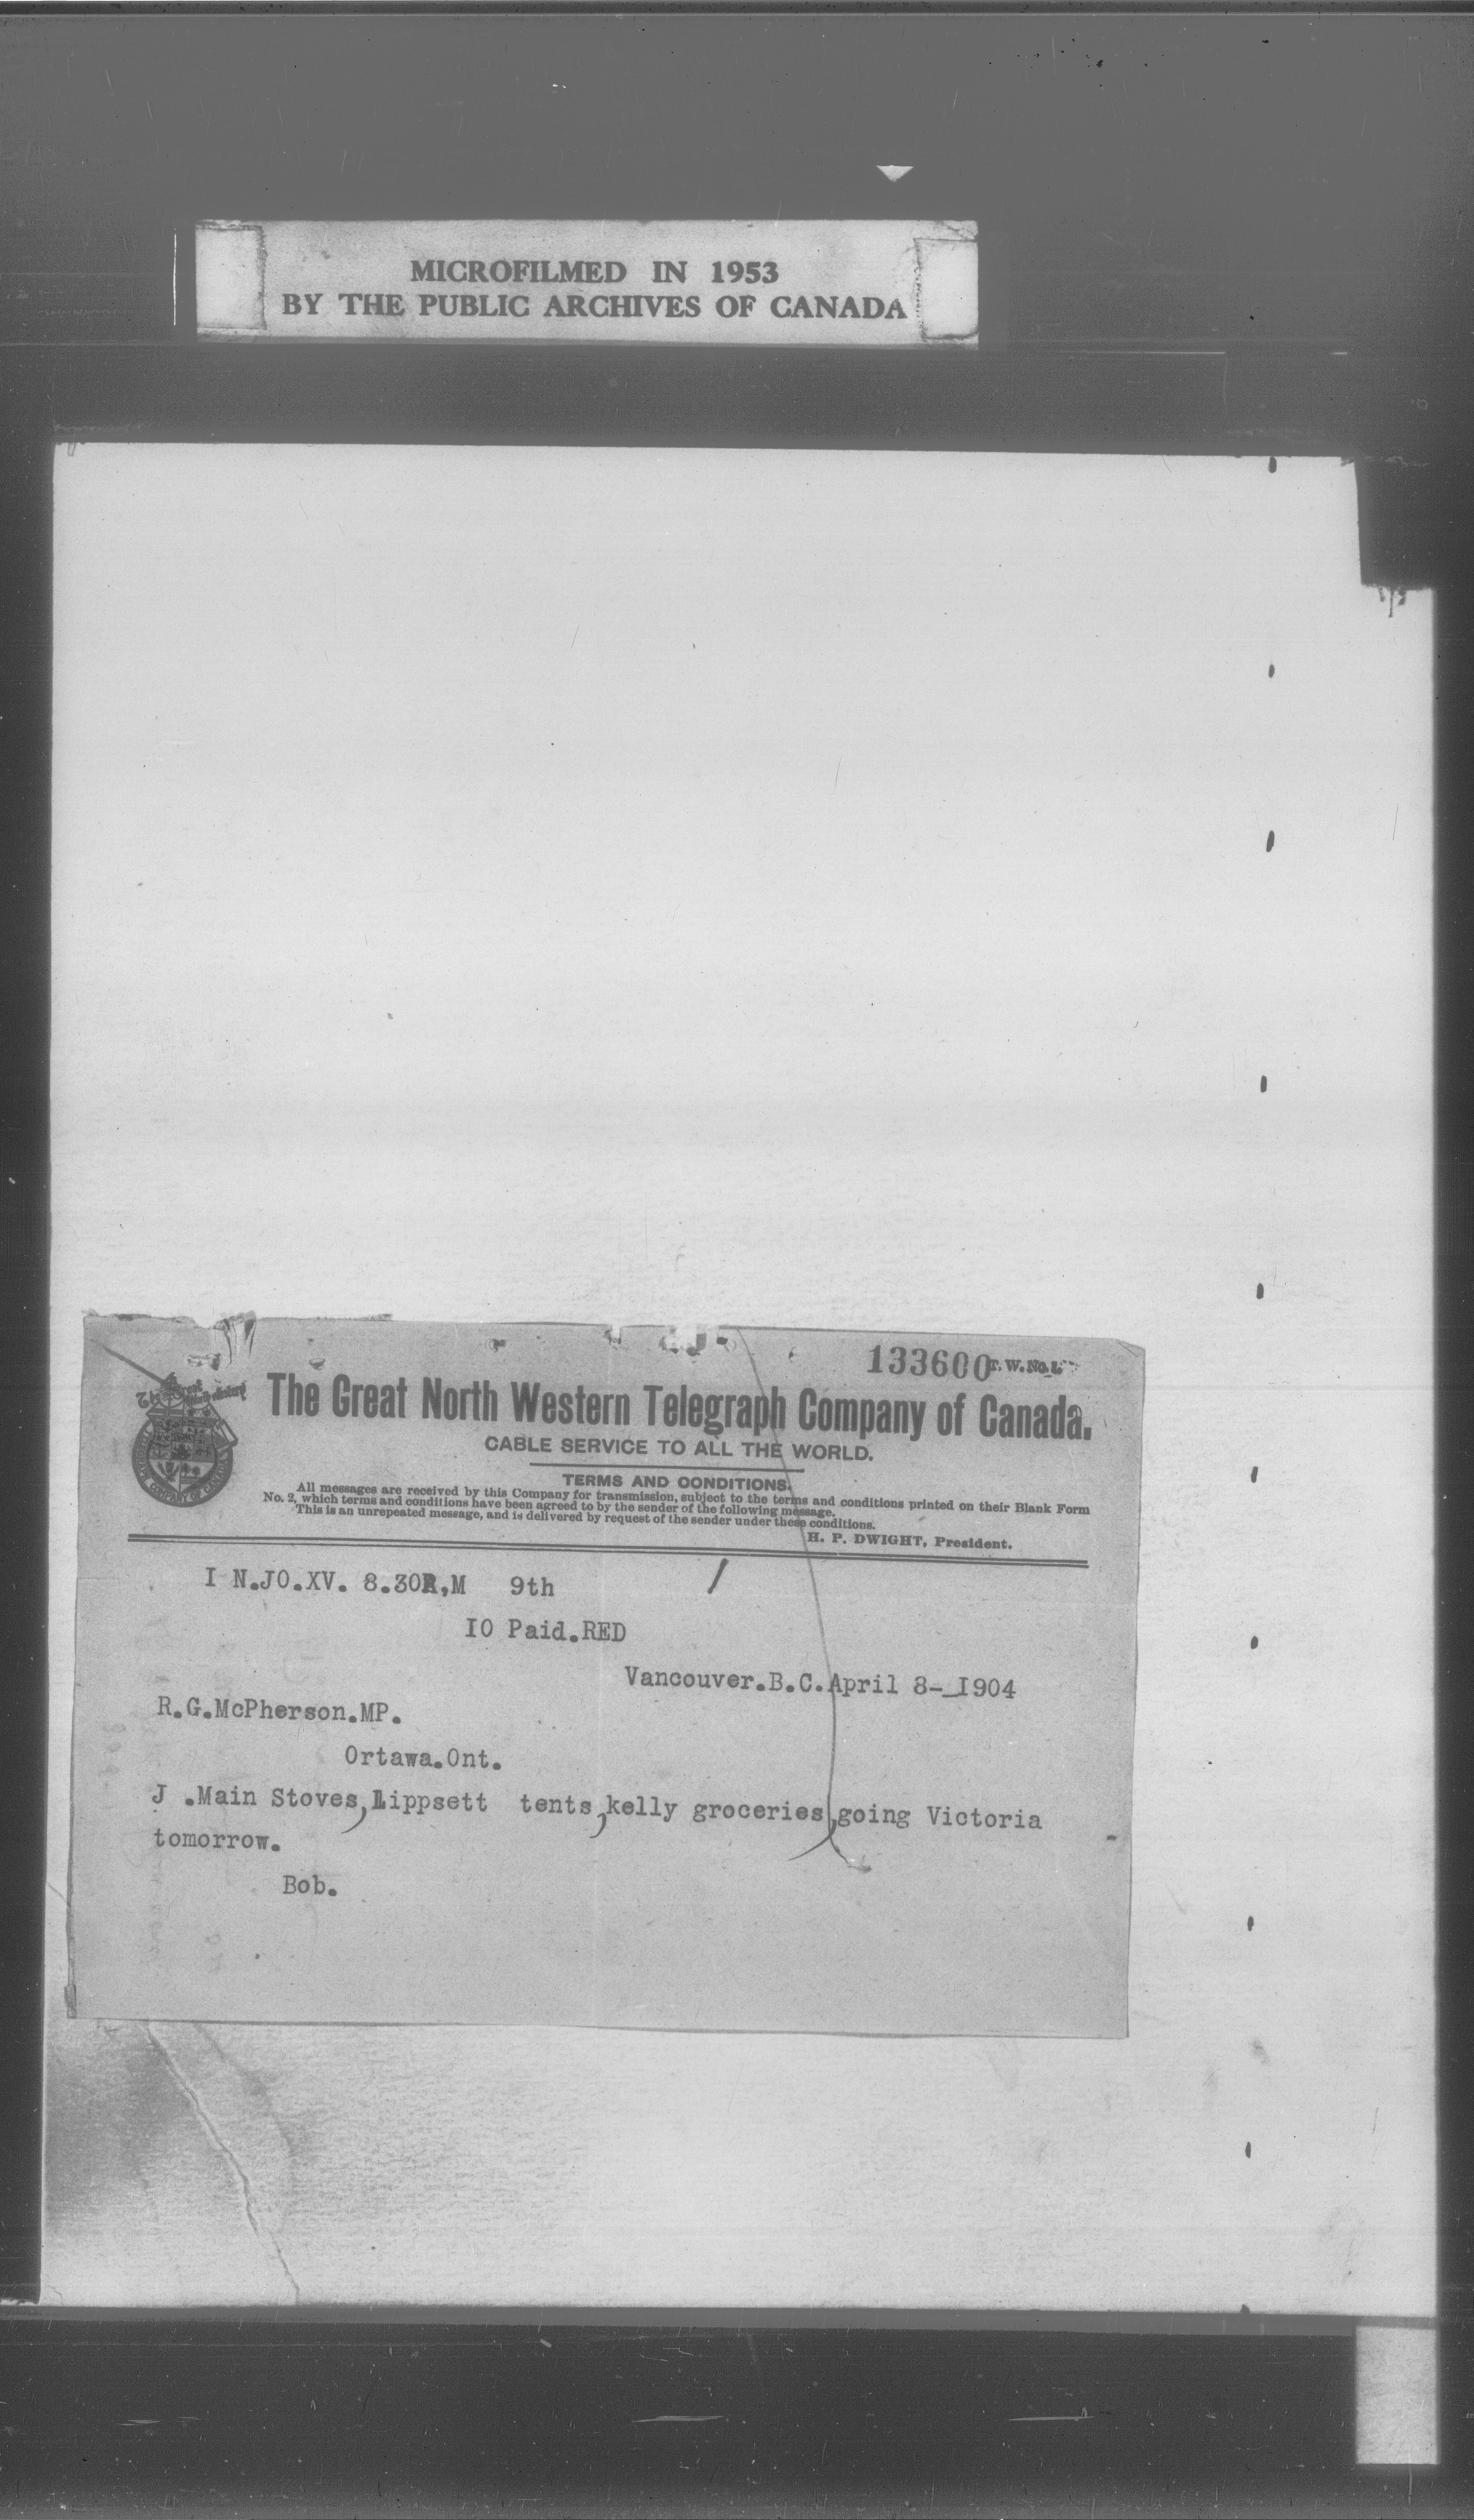 MICROFILMED IN 1953
BY THE PUBLIC ARCHIVES OF CANADA
133600 T. W. No.
The Great North Western Telegraph Company of Canada.
CABLE SERVICE TO ALL THE WORLD.
TERMS AND CONDITIONS.
All messages are received by this Company for transmission, subject to the terms and conditions printed on their Blank Form
No. 2, which terms and conditions have been agreed to by the sender of the following message.
This is an unrepeated message, and is delivered by request of the sender under these conditions.
H. P. DWIGHT, President.
I N.JO.XV. 8.30 ,M 9th
IO Paid.RED
Vancouver.B.C.April 8-_I904
R.G.McPherson.MP.
Ortawa.Ont.
J .Main Stoves,Lippsett tents,kelly groceries,going Victoria
tomorrow.
Bob.